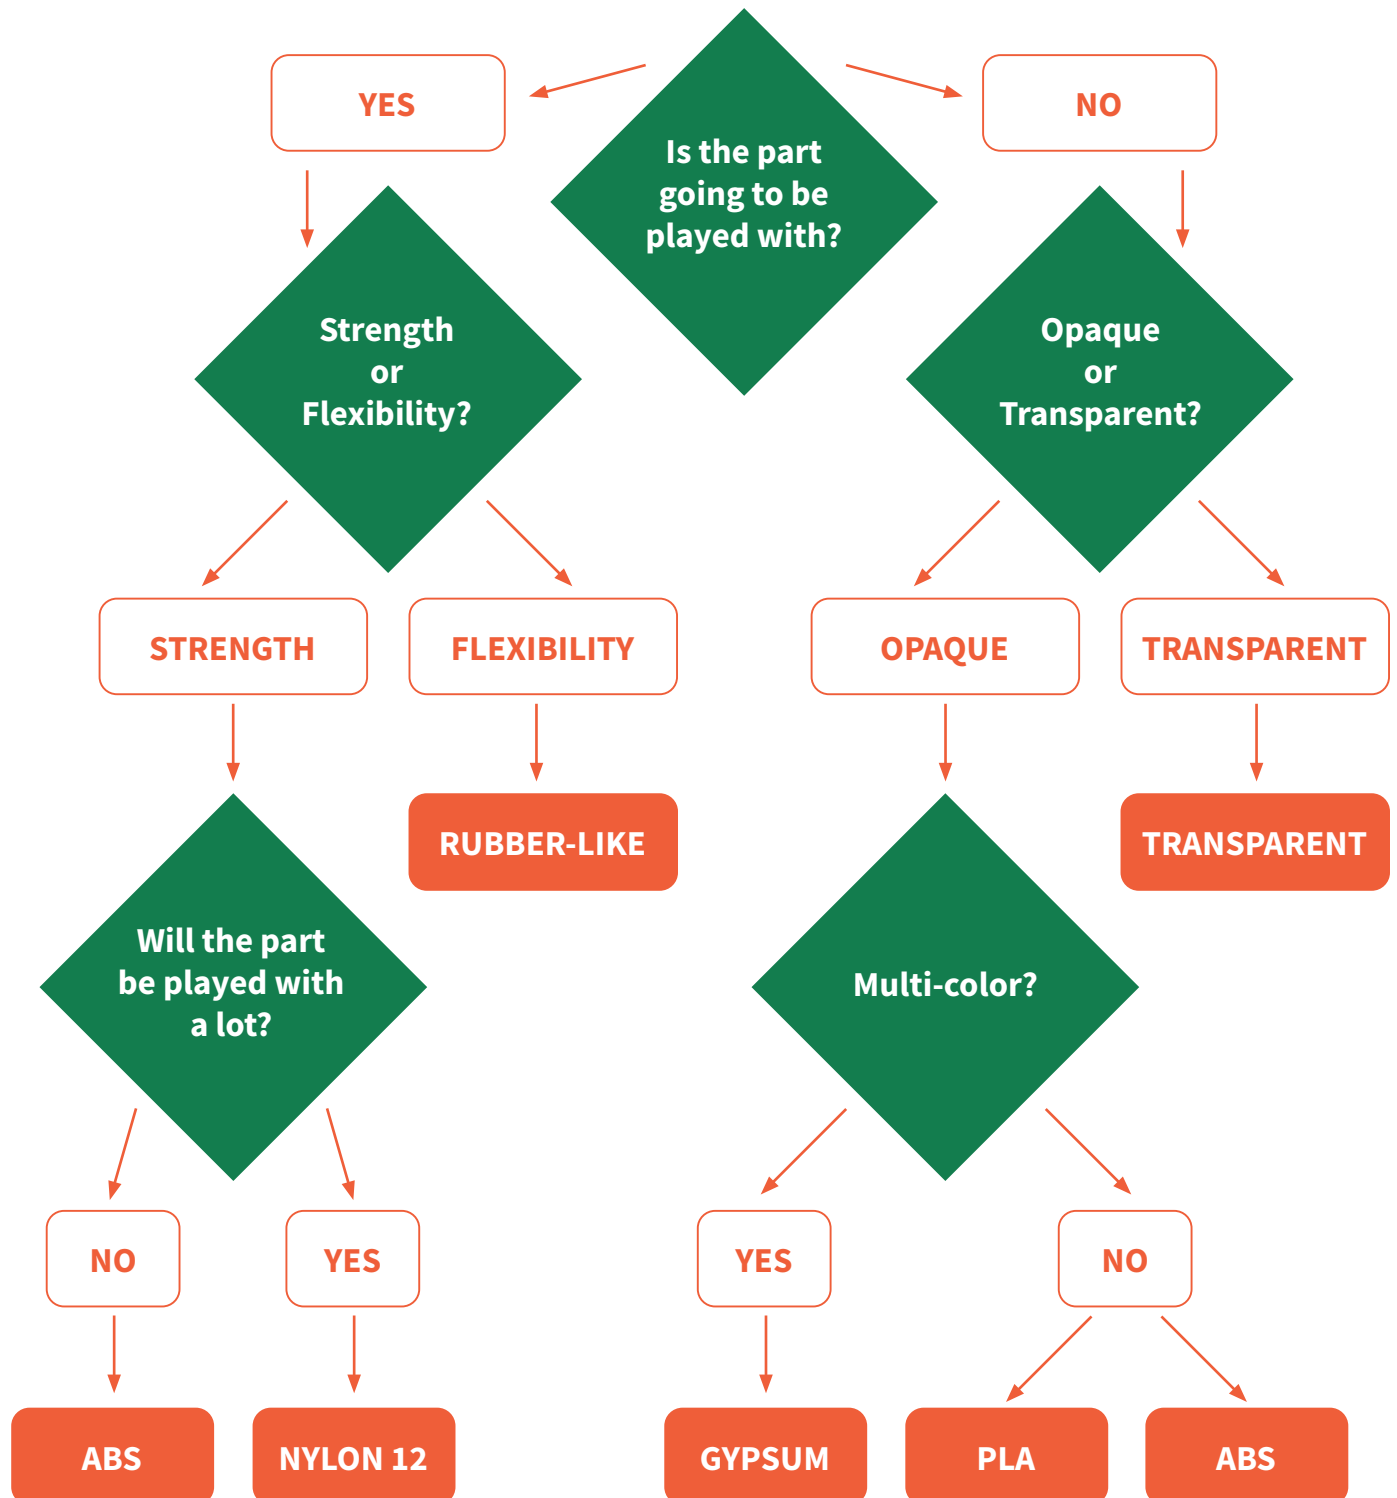 YES
Is the part
going to be
played with?
NO
Strength
or
Flexibility?
Opaque
or
Transparent?
STRENGTH
FLEXIBILITY
OPAQUE
TRANSPARENT
RUBBER-LIKE
TRANSPARENT
Will the part
be played with
a lot?
Multi-color?
NO
YES
YES
NO
ABS
NYLON 12
GYPSUM
PLA
ABS